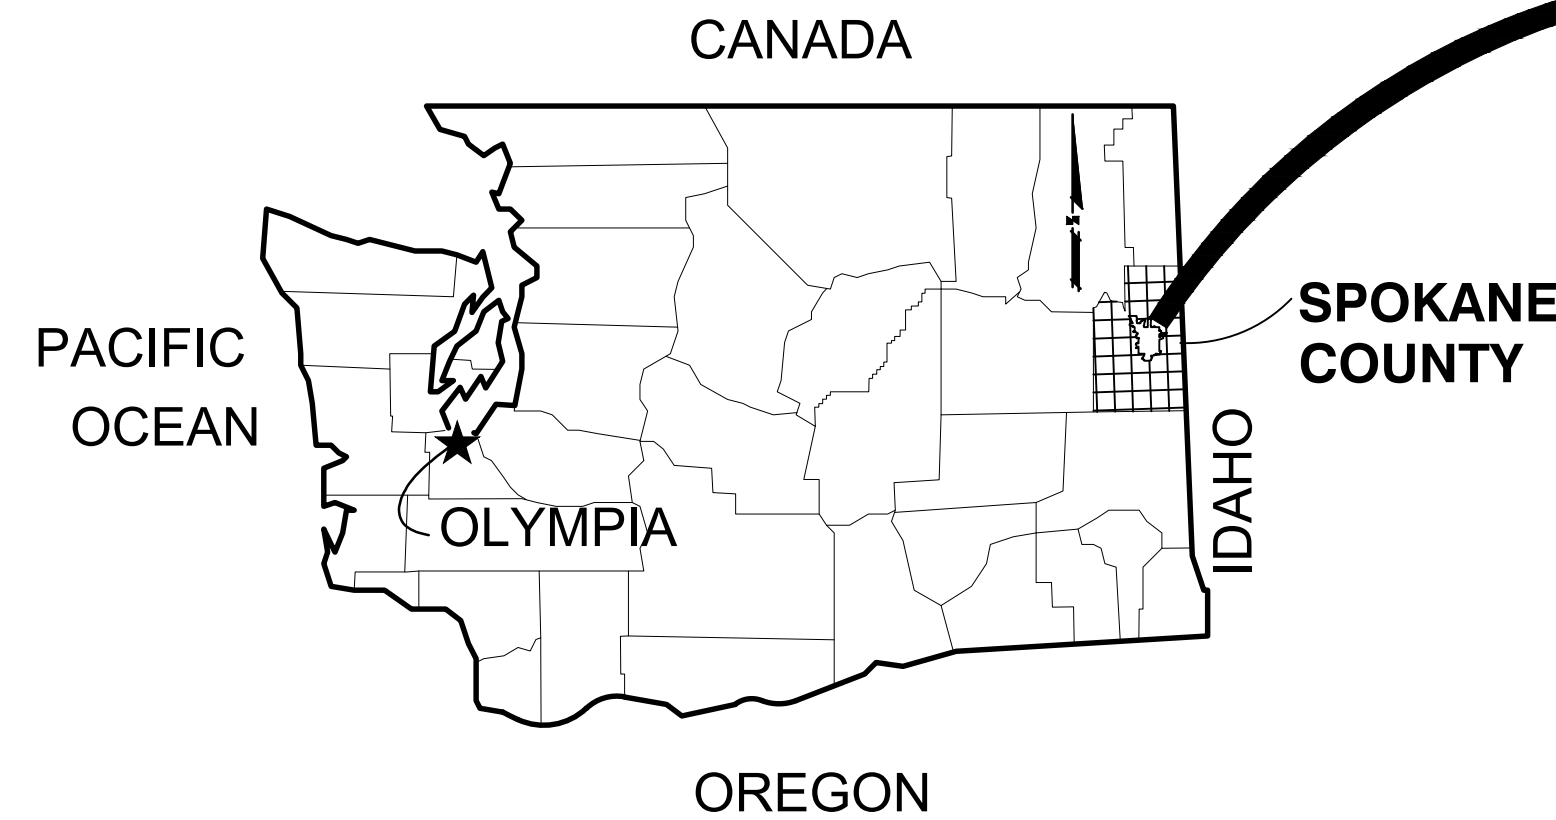 CANADA
PACIFIC
OCEAN
SPOKANE
COUNTY
IDAHO
OLYMPIA
OREGON